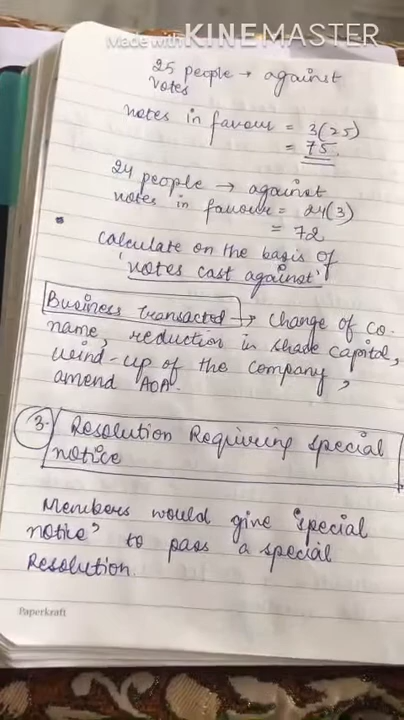 Made with KINEMASTER
25 people → against
votes
votes in favour = 3(25)
= 75
24 people → against
votes in favour = 24(3)
= 72
calculate on the basis of
'votes cast against'
Business transacted → change of co.
name, reduction in share capital,
wind-up of the company,
amend AOA.
3. Resolution Requiring special
notice
Members would give "special
notice" to pass a special
Resolution.
Paperkraft